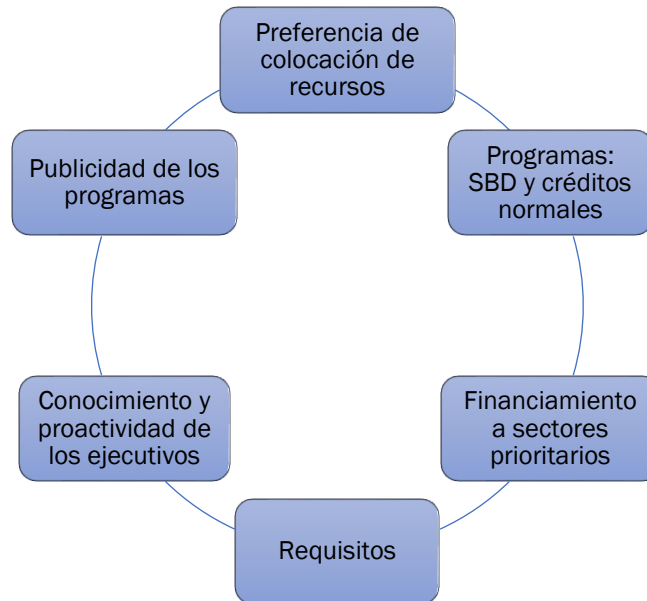 Preferencia de
colocación de
recursos
Programas:
SBD y créditos
normales
Financiamiento
a sectores
prioritarios
Requisitos
Conocimiento y
proactividad de
los ejecutivos
Publicidad de los
programas